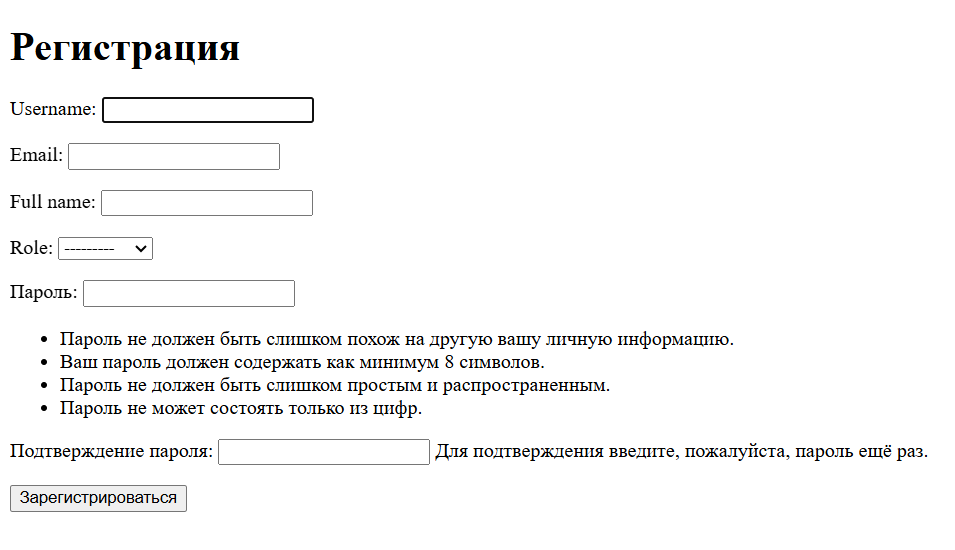 Регистрация
Username:
Email:
Full name:
Role: ---------
Пароль:
Пароль не должен быть слишком похож на другую вашу личную информацию.
Ваш пароль должен содержать как минимум 8 символов.
Пароль не должен быть слишком простым и распространенным.
Пароль не может состоять только из цифр.
Подтверждение пароля: Для подтверждения введите, пожалуйста, пароль ещё раз.
Зарегистрироваться